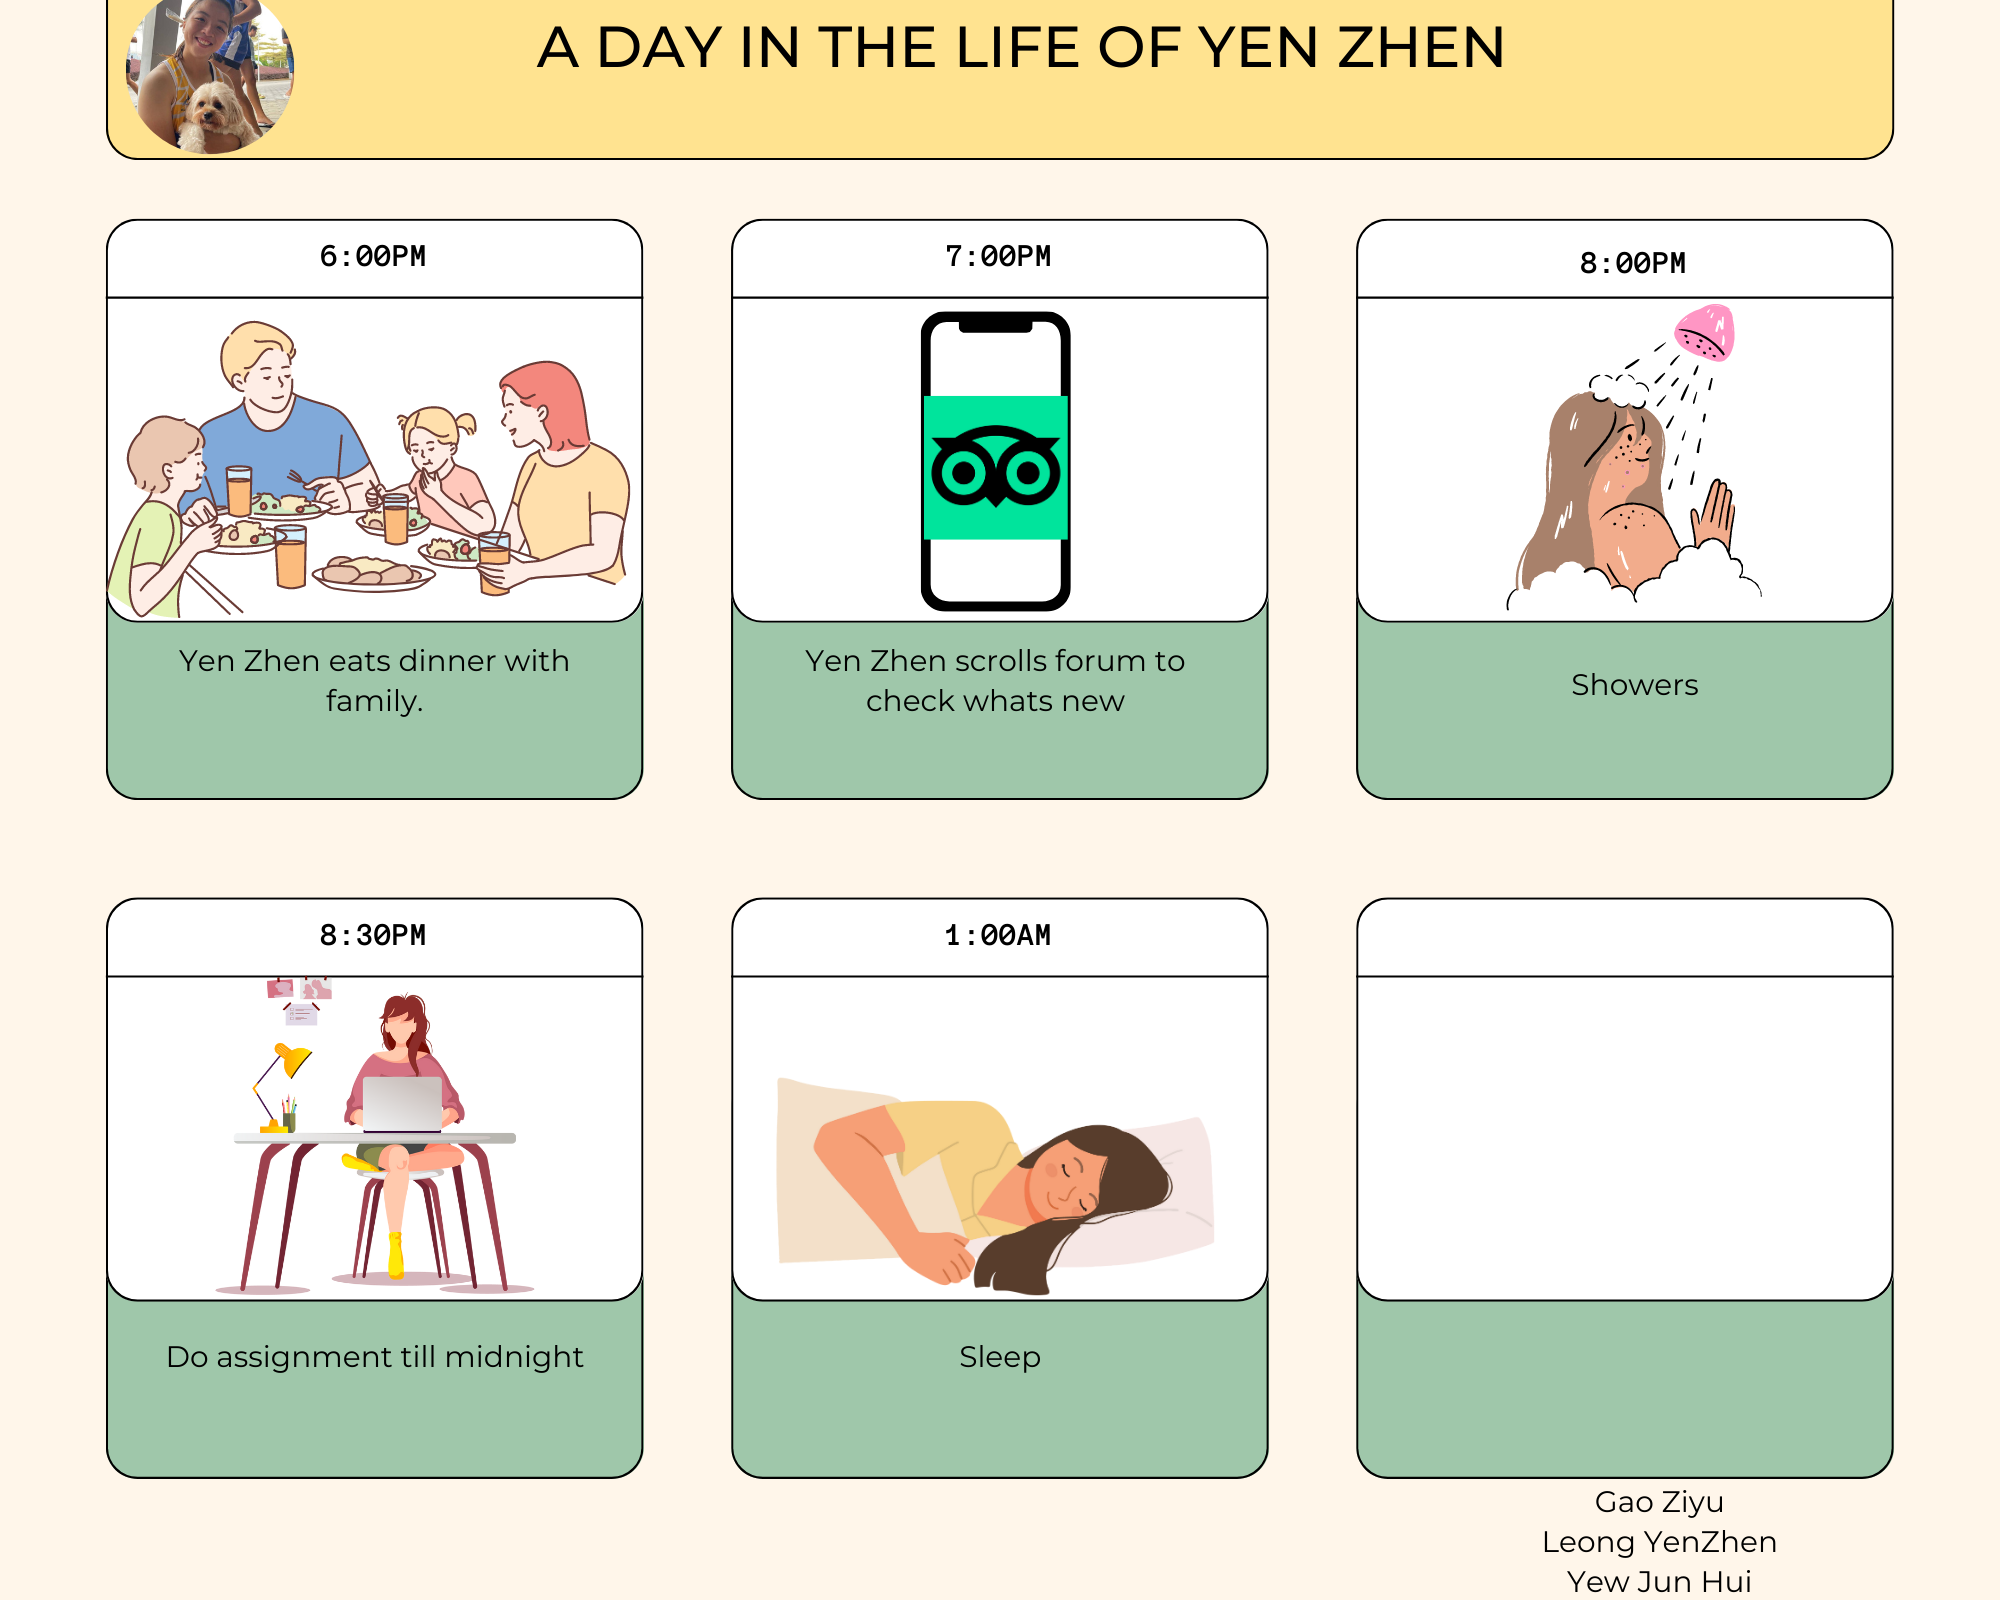 A DAY IN THE LIFE OF YEN ZHEN
6:00PM
Yen Zhen eats dinner with
family.
7:00PM
Yen Zhen scrolls forum to
check whats new
8:00PM
Showers
8:30PM
Do assignment till midnight
1:00AM
Sleep
Gao Ziyu
Leong YenZhen
Yew Jun Hui